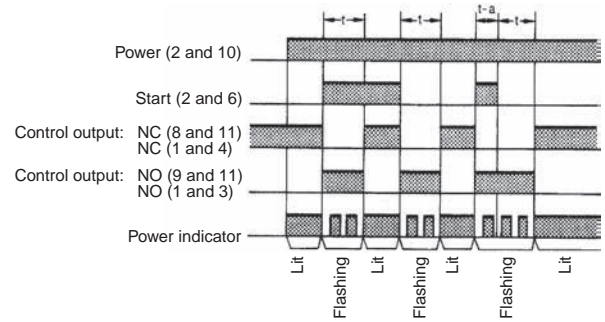 t
t
t-a
t
Power (2 and 10)
Start (2 and 6)
Control output: NC (8 and 11)
NC (1 and 4)
Control output: NO (9 and 11)
NO (1 and 3)
Power indicator
Lit
Flashing
Lit
Flashing
Lit
Flashing
Lit